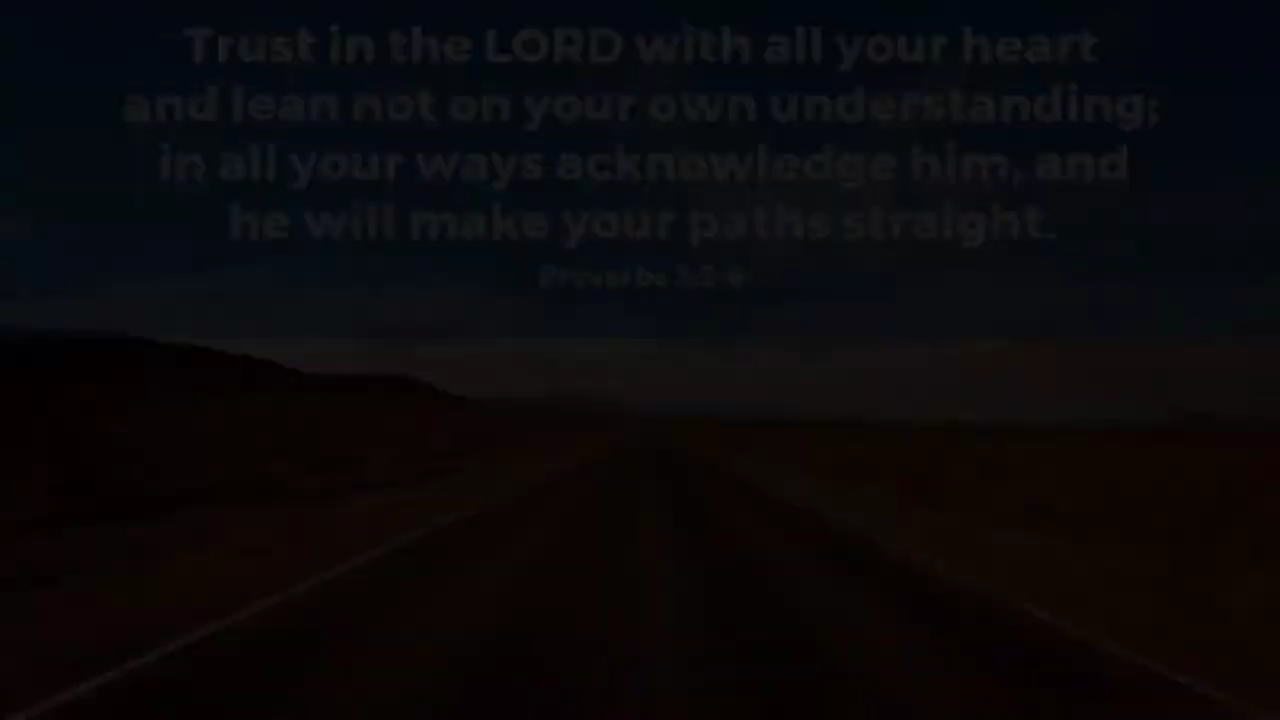 Trust in the LORD with all your heart
and lean not on your own understanding;
in all your ways acknowledge him, and
he will make your paths straight.
Proverbs 3:5-6